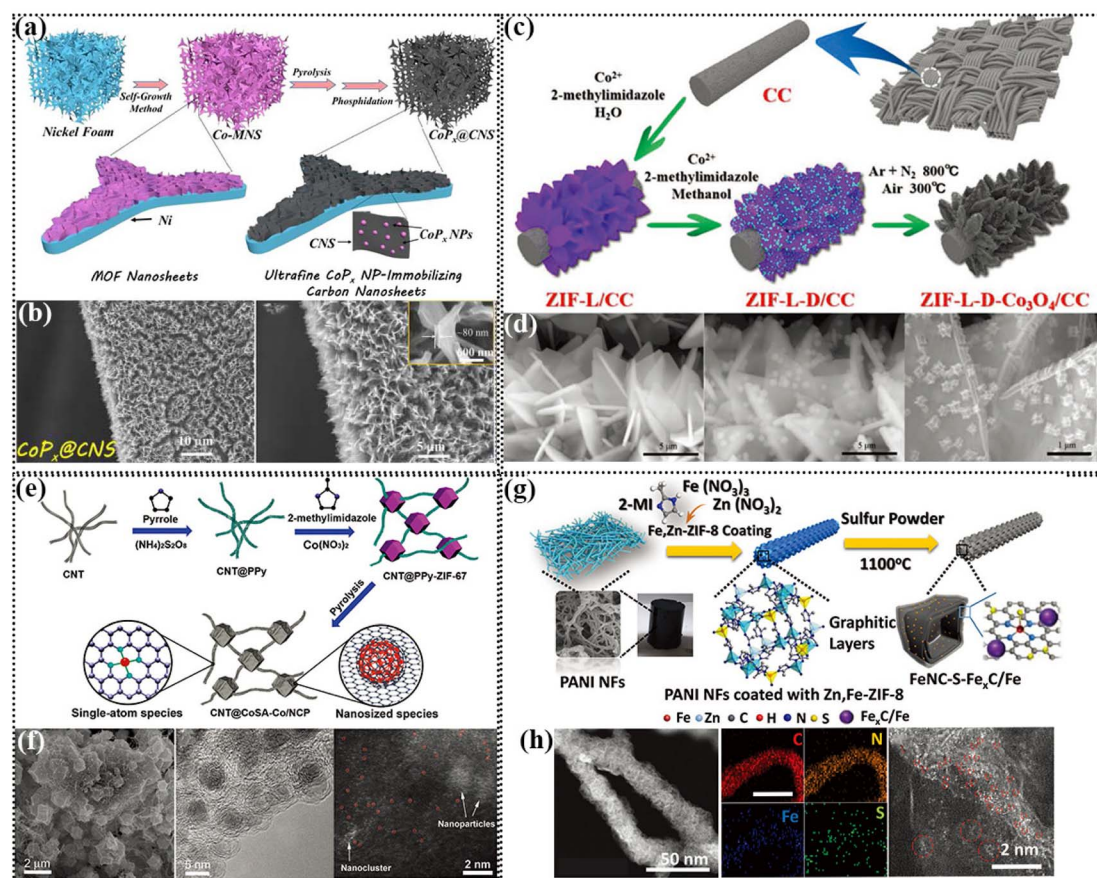 (a)
Nickel Foam
Self-Growth
Method
Co-MNS
Pyrolysis
Phosphidation
CoPₓ@CNS
Ni
CNS
CoPₓ NPs
MOF Nanosheets
Ultrafine CoPₓ NP-Immobilizing
Carbon Nanosheets
(b)
CoPₓ@CNS
10 μm
5 μm
~80 nm
(c)
CC
Co²⁺
2-methylimidazole
H₂O
Co²⁺
2-methylimidazole
Methanol
Ar + N₂ 800℃
Air 300℃
ZIF-L/CC
ZIF-L-D/CC
ZIF-L-D-Co₃O₄/CC
(d)
5 μm
5 μm
1 μm
(e)
CNT
Pyrrole
(NH₄)₂S₂O₈
CNT@PPy
2-methylimidazole
Co(NO₃)₂
CNT@PPy-ZIF-67
Pyrolysis
Single-atom species
CNT@CoSA-Co/NCP
Nanosized species
(f)
2 μm
5 nm
Nanoparticles
Nanocluster
2 nm
(g)
2-MI
Fe (NO₃)₃
Zn (NO₃)₂
Fe,Zn-ZIF-8 Coating
Sulfur Powder
1100ºC
PANI NFs
Graphitic
Layers
PANI NFs coated with Zn,Fe-ZIF-8
FeNC-S-FeₓC/Fe
Fe Zn C H N S FeₓC/Fe
(h)
50 nm
C
N
Fe
S
2 nm